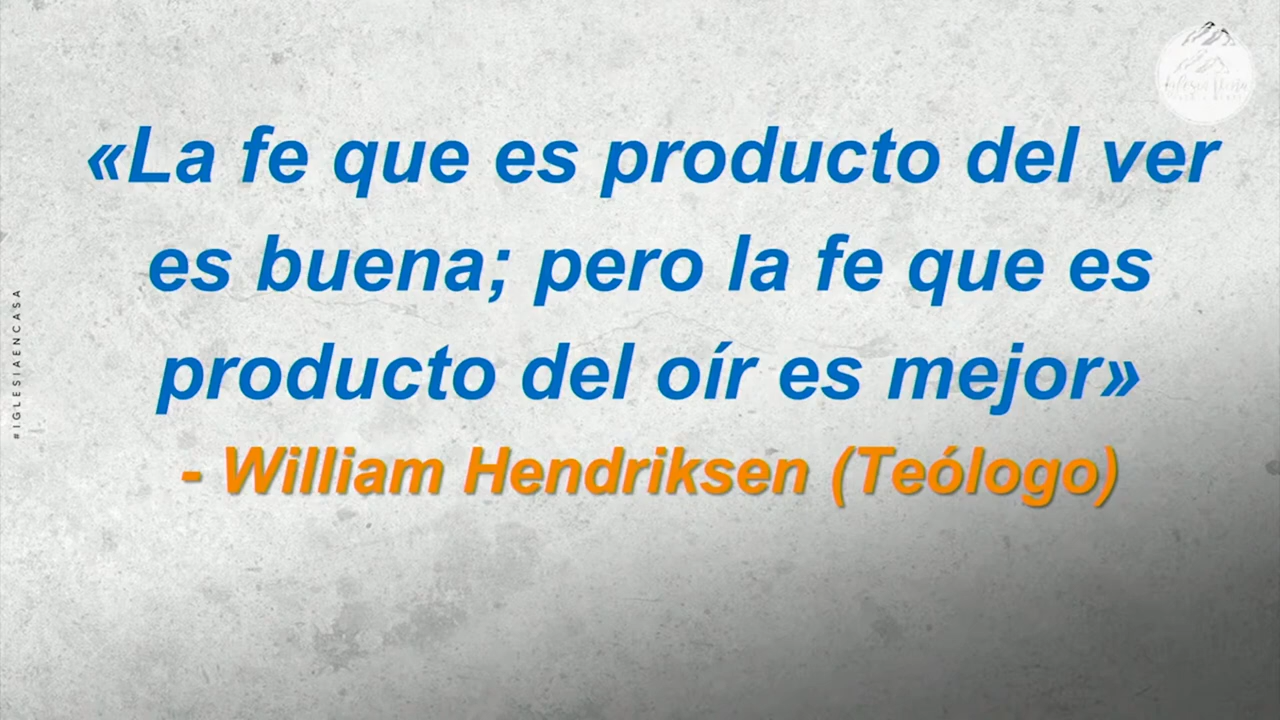 «La fe que es producto del ver
es buena; pero la fe que es
producto del oír es mejor»
- William Hendriksen (Teólogo)
#IGLESIAENCASA